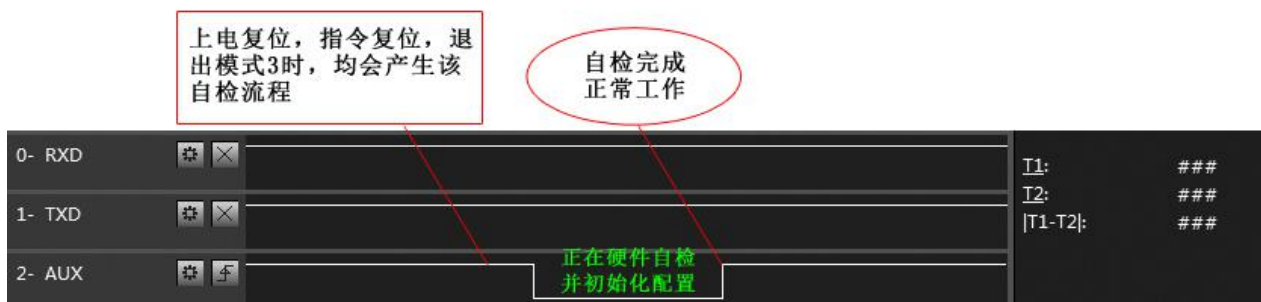 上电复位，指令复位，退
出模式3时，均会产生该
自检流程
自检完成
正常工作
0- RXD
T1: ###
T2: ###
1- TXD
|T1-T2|: ###
正在硬件自检
2- AUX
并初始化配置